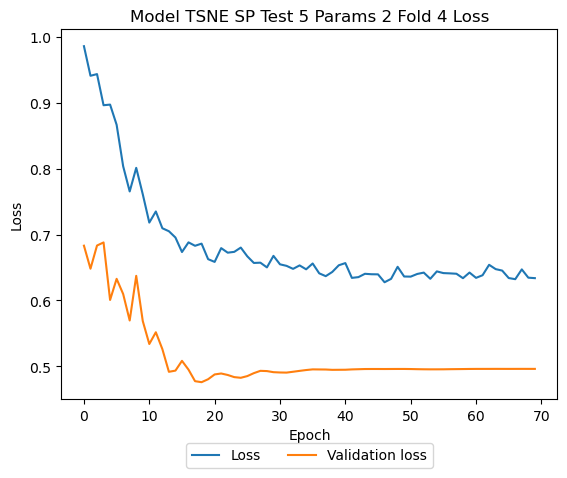 Model TSNE SP Test 5 Params 2 Fold 4 Loss
1.0
0.9
0.8
0.7
0.6
0.5
Loss
0 10 20 30 40 50 60 70
Epoch
Loss Validation loss